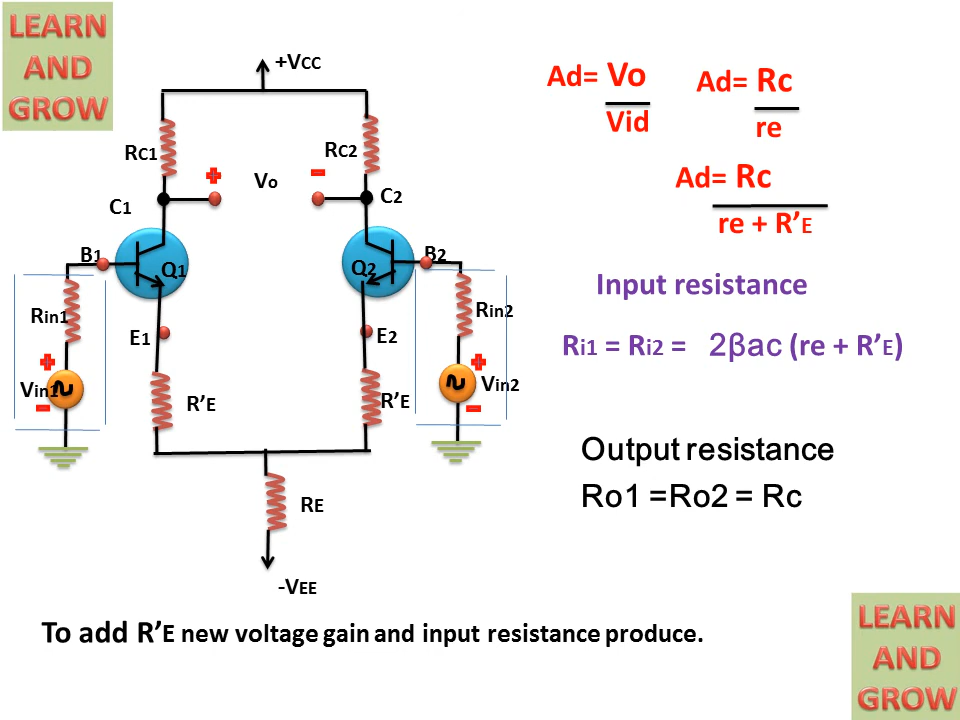 LEARN
AND
GROW
+VCC
RC1
RC2
+
-
Vo
C1
C2
B1
Q1
Q2
B2
Rin1
Rin2
E1
E2
+
+
Vin1
Vin2
-
-
R'E
R'E
RE
-VEE
Ad= Vo
Vid
Ad= Rc
re
Ad= Rc
re + R'E
Input resistance
Ri1 = Ri2 = 2βac (re + R'E)
Output resistance
Ro1 =Ro2 = Rc
To add R'E new voltage gain and input resistance produce.
LEARN
AND
GROW